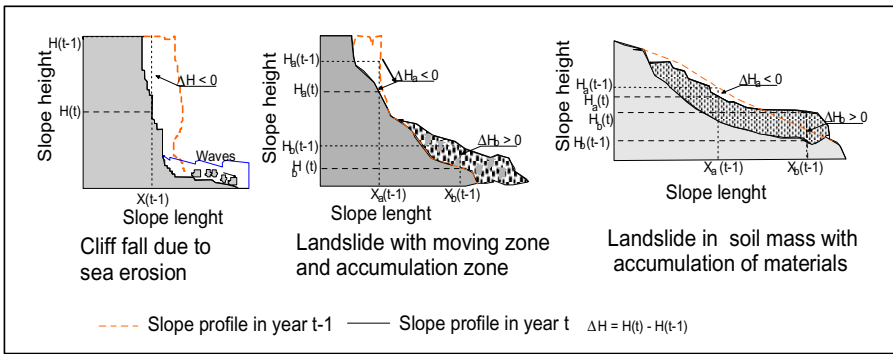 Slope height
H(t-1)
H(t)
ΔH < 0
Waves
X(t-1)
Slope lenght
Cliff fall due to
sea erosion
Slope height
Ha(t-1)
Ha(t)
ΔHa < 0
Hb(t-1)
Hb(t)
ΔHb > 0
Xa(t-1)
Xb(t-1)
Slope lenght
Landslide with moving zone
and accumulation zone
Slope height
Ha(t-1)
Ha(t)
Hb(t)
Hb(t-1)
ΔHa < 0
ΔHb > 0
Xa(t-1)
Xb(t-1)
Slope lenght
Landslide in soil mass with
accumulation of materials
Slope profile in year t-1
Slope profile in year t
ΔH = H(t) - H(t-1)